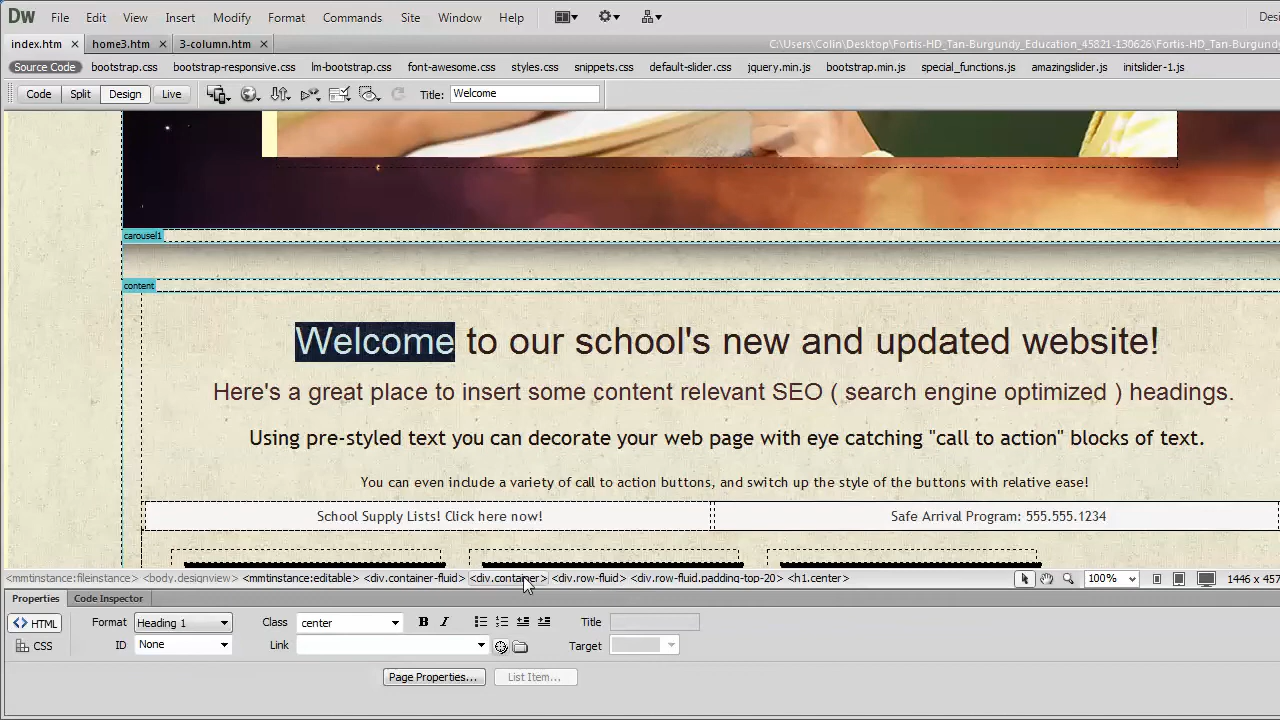 Dw File Edit View Insert Modify Format Commands Site Window Help Desi
index.htm × home3.htm × 3-column.htm × C:\Users\Colin\Desktop\Fortis-HD_Tan-Burgundy_Education_45821-130626\Fortis-HD_Tan-Burgund
Source Code bootstrap.css bootstrap-responsive.css lm-bootstrap.css font-awesome.css styles.css snippets.css default-slider.css jquery.min.js bootstrap.min.js special_functions.js amazingslider.js initslider-1.js
Code Split Design Live Title: Welcome
carousel1
content
Welcome to our school's new and updated website!
Here's a great place to insert some content relevant SEO ( search engine optimized ) headings.
Using pre-styled text you can decorate your web page with eye catching "call to action" blocks of text.
You can even include a variety of call to action buttons, and switch up the style of the buttons with relative ease!
School Supply Lists! Click here now! Safe Arrival Program: 555.555.1234
<mmtinstance:fileinstance> <body.designview> <mmtinstance:editable> <div.container-fluid> <div.container> <div.row-fluid> <div.row-fluid.padding-top-20> <h1.center> 100% 1446 x 457
Properties Code Inspector
<> HTML Format Heading 1 Class center B I Title
CSS ID None Link Target
Page Properties... List Item...